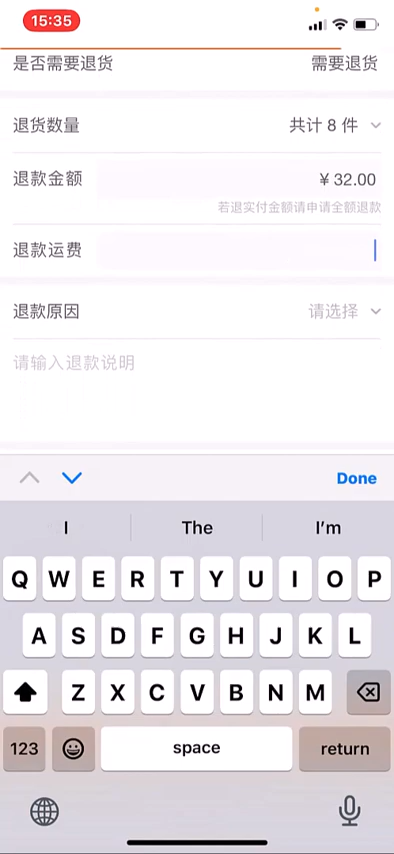 15:35
是否需要退货 需要退货
退货数量 共计 8 件
退款金额 ¥ 32.00
若退实付金额请申请全额退款
退款运费
退款原因 请选择
请输入退款说明
Done
I The I'm
Q W E R T Y U I O P
A S D F G H J K L
Z X C V B N M
123 space return